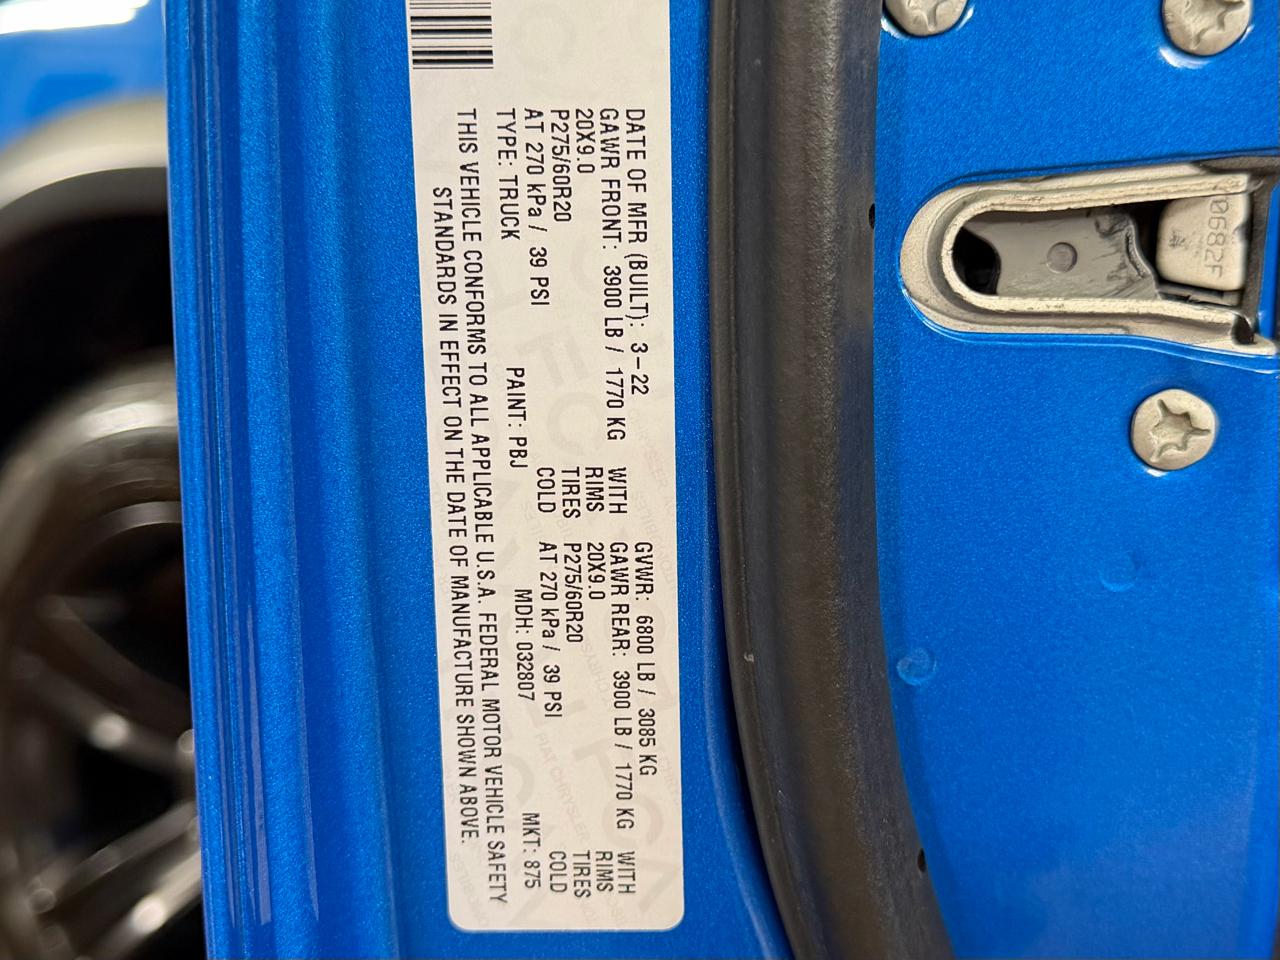 DATE OF MFR (BUILT): 3-22 GVWR: 6800 LB / 3085 KG
GAWR FRONT: 3900 LB / 1770 KG WITH GAWR REAR: 3900 LB / 1770 KG WITH
20X9.0 RIMS 20X9.0 RIMS
P275/60R20 TIRES P275/60R20 TIRES
AT 270 kPa / 39 PSI COLD AT 270 kPa / 39 PSI COLD
TYPE: TRUCK PAINT: PBJ MDH: 032807 MKT: 875
THIS VEHICLE CONFORMS TO ALL APPLICABLE U.S.A. FEDERAL MOTOR VEHICLE SAFETY
STANDARDS IN EFFECT ON THE DATE OF MANUFACTURE SHOWN ABOVE.